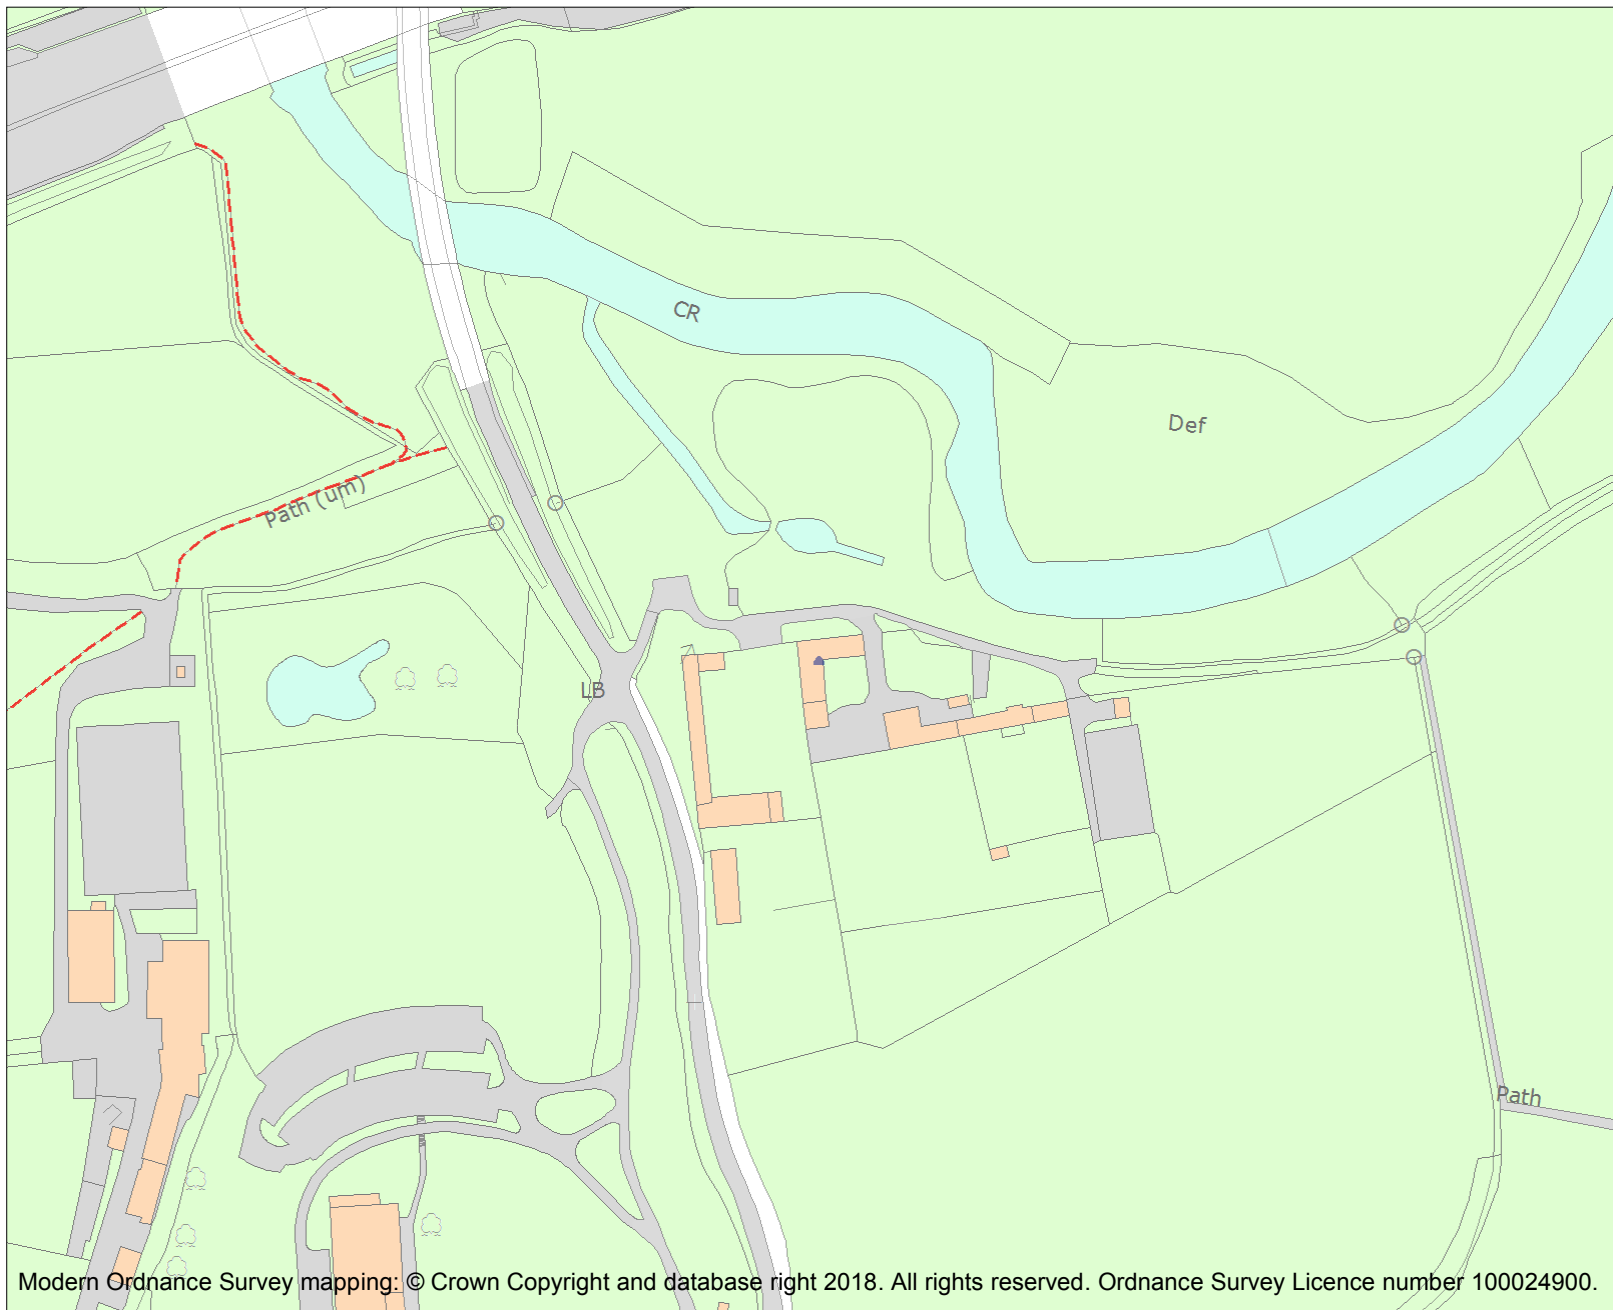 CR
Def
Path (um)
LB
Path
Modern Ordnance Survey mapping: © Crown Copyright and database right 2018. All rights reserved. Ordnance Survey Licence number 100024900.